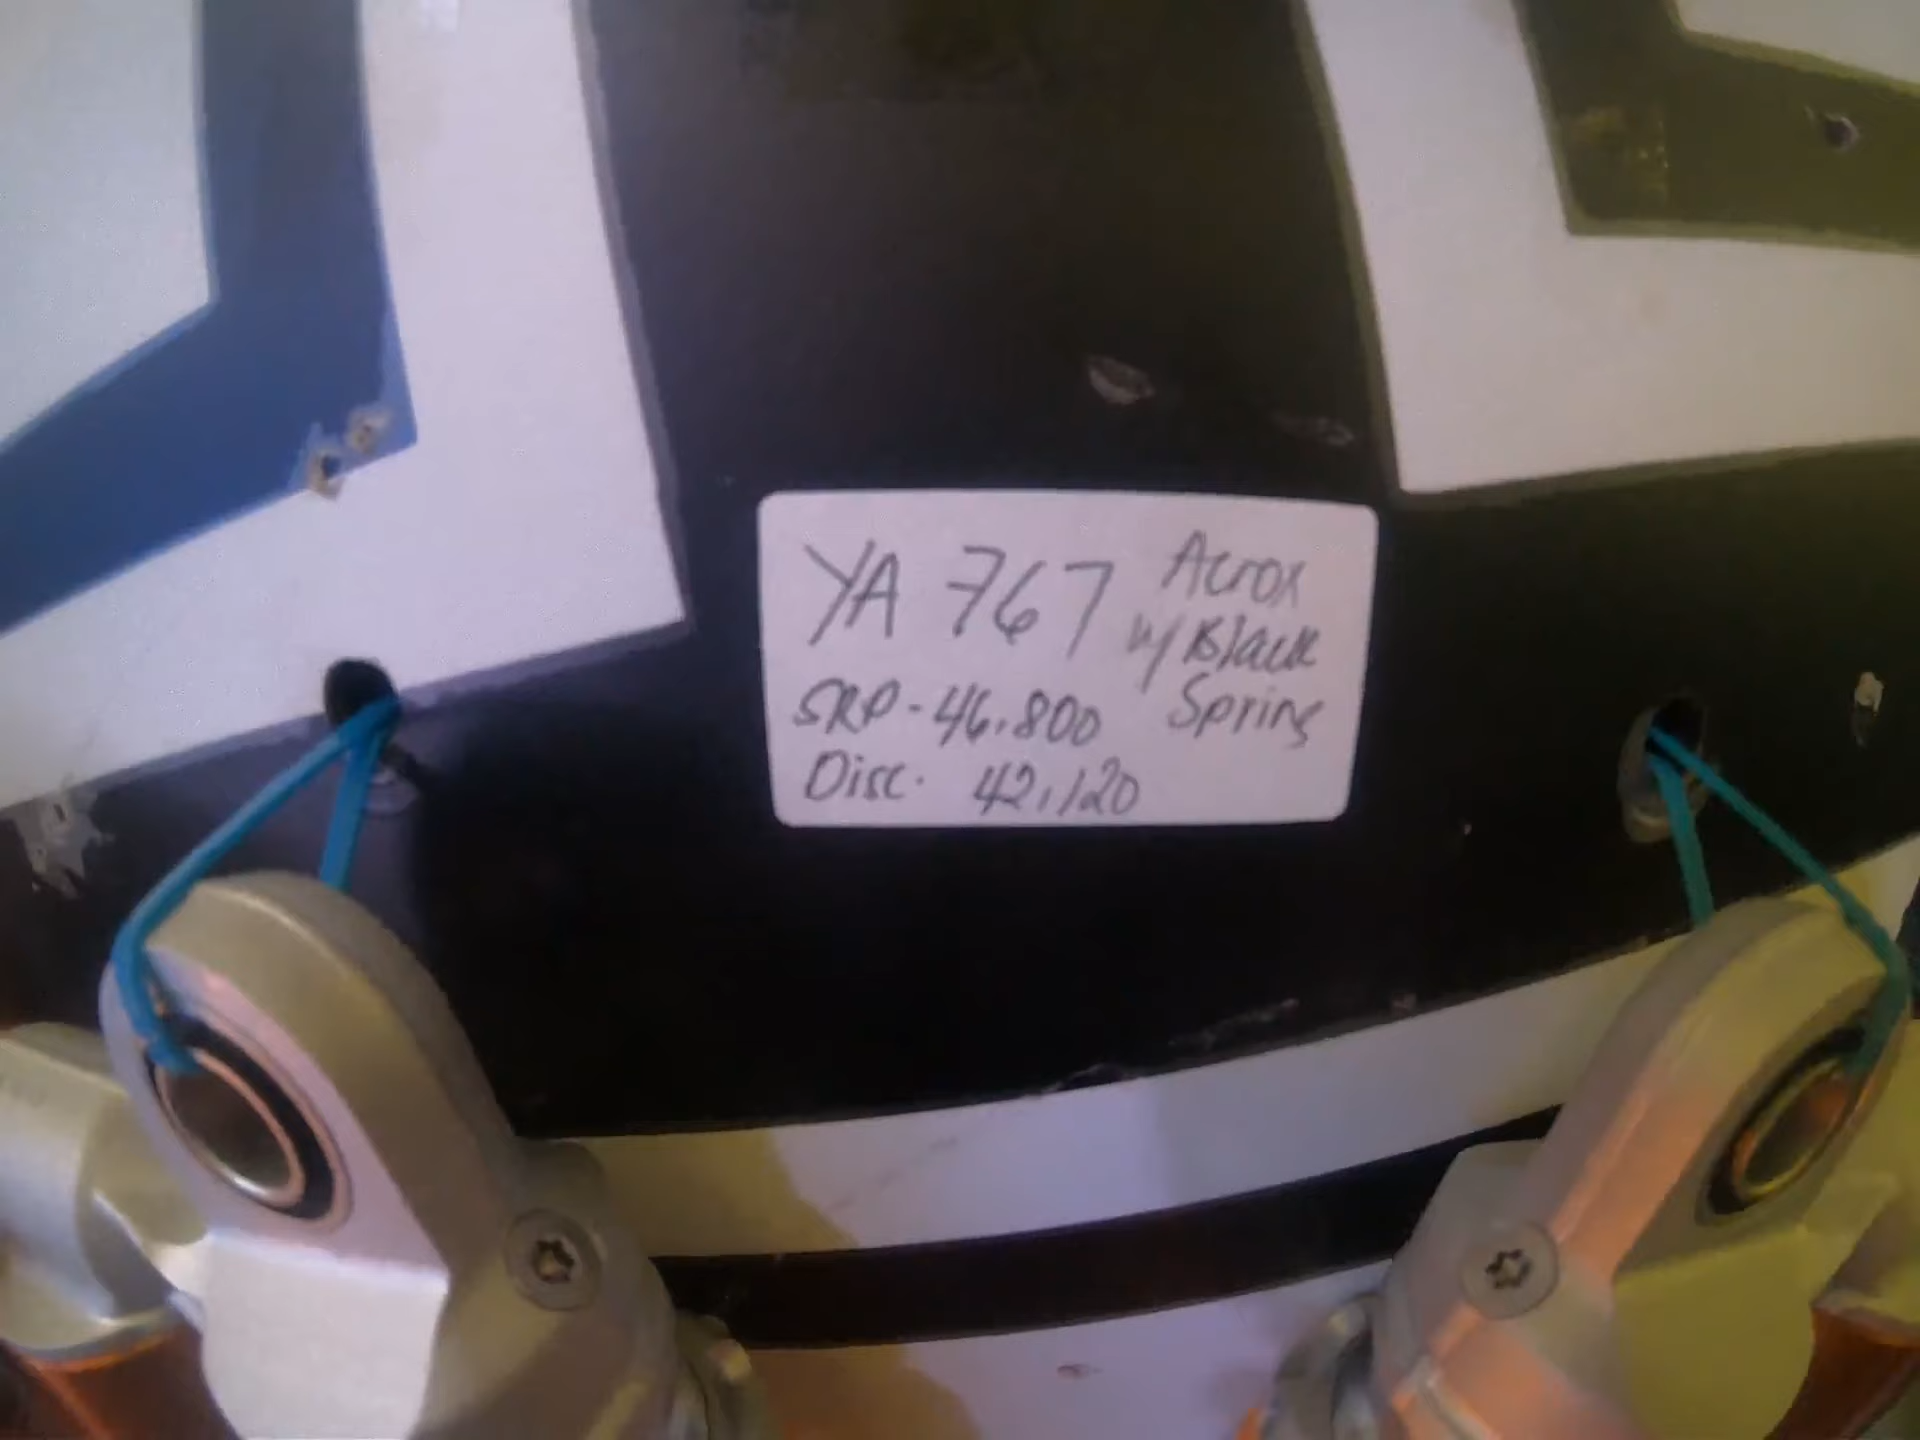 YA 767 Acrox
w/ Black
SRP - 46,800 Spring
Disc. 42,120